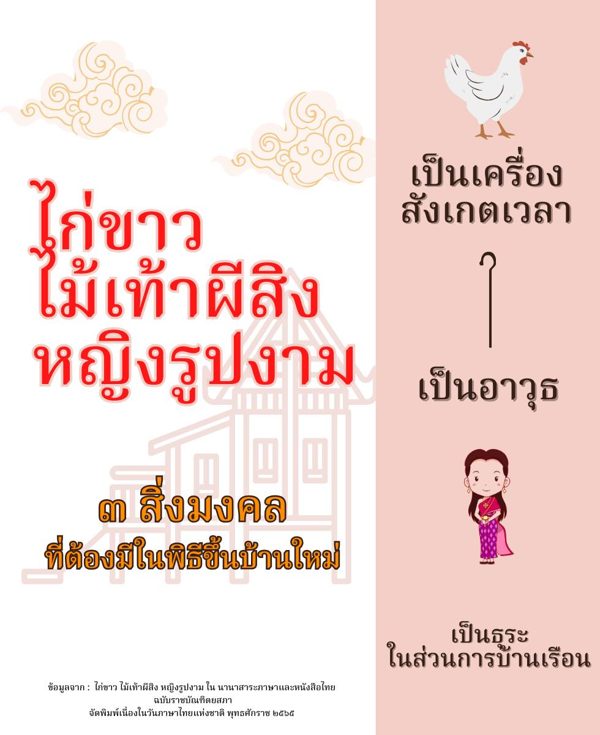 ไก่ขาว
ไม้เท้าผีสิง
หญิงรูปงาม
๓ สิ่งมงคล
ที่ต้องมีในพิธีขึ้นบ้านใหม่
ข้อมูลจาก : ไก่ขาว ไม้เท้าผีสิง หญิงรูปงาม ใน นานาสาระภาษาและหนังสือไทย
ฉบับราชบัณฑิตยสภา
จัดพิมพ์เนื่องในวันภาษาไทยแห่งชาติ พุทธศักราช ๒๕๖๕
เป็นเครื่อง
สังเกตเวลา
เป็นอาวุธ
เป็นธุระ
ในส่วนการบ้านเรือน